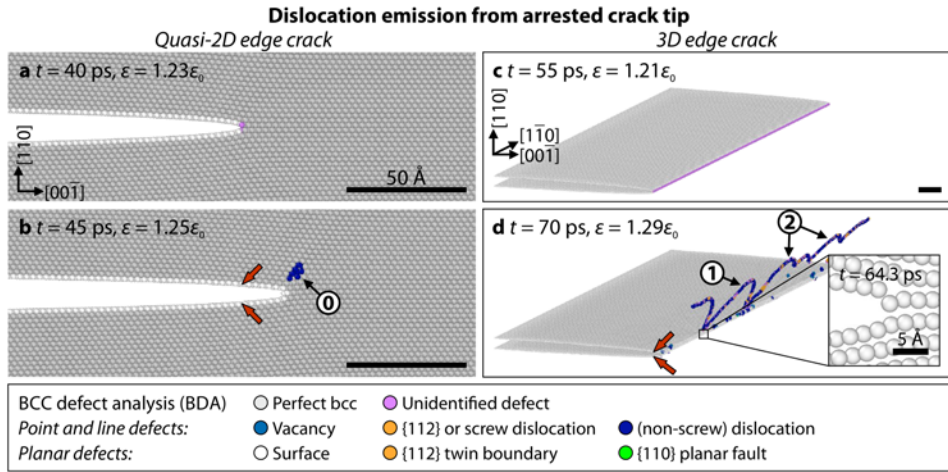 Dislocation emission from arrested crack tip
Quasi-2D edge crack
3D edge crack
a t = 40 ps, ε = 1.23ε₀
[110]
[001̄]
50 Å
b t = 45 ps, ε = 1.25ε₀
0
c t = 55 ps, ε = 1.21ε₀
[110]
[11̄0]
[001̄]
d t = 70 ps, ε = 1.29ε₀
2
1
t = 64.3 ps
5 Å
BCC defect analysis (BDA) Perfect bcc Unidentified defect
Point and line defects: Vacancy {112} or screw dislocation (non-screw) dislocation
Planar defects: Surface {112} twin boundary {110} planar fault